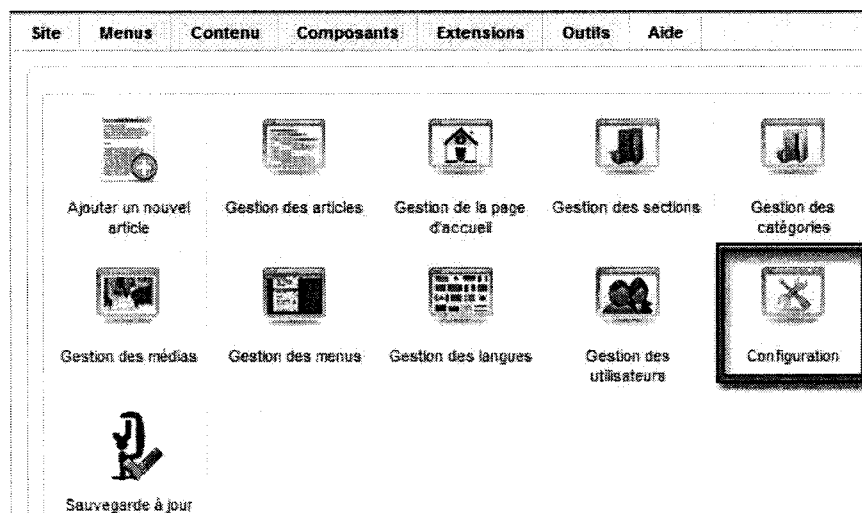 Site Menus Contenu Composants Extensions Outils Aide
Ajouter un nouvel article
Gestion des articles
Gestion de la page d'accueil
Gestion des sections
Gestion des catégories
Gestion des médias
Gestion des menus
Gestion des langues
Gestion des utilisateurs
Configuration
Sauvegarde à jour